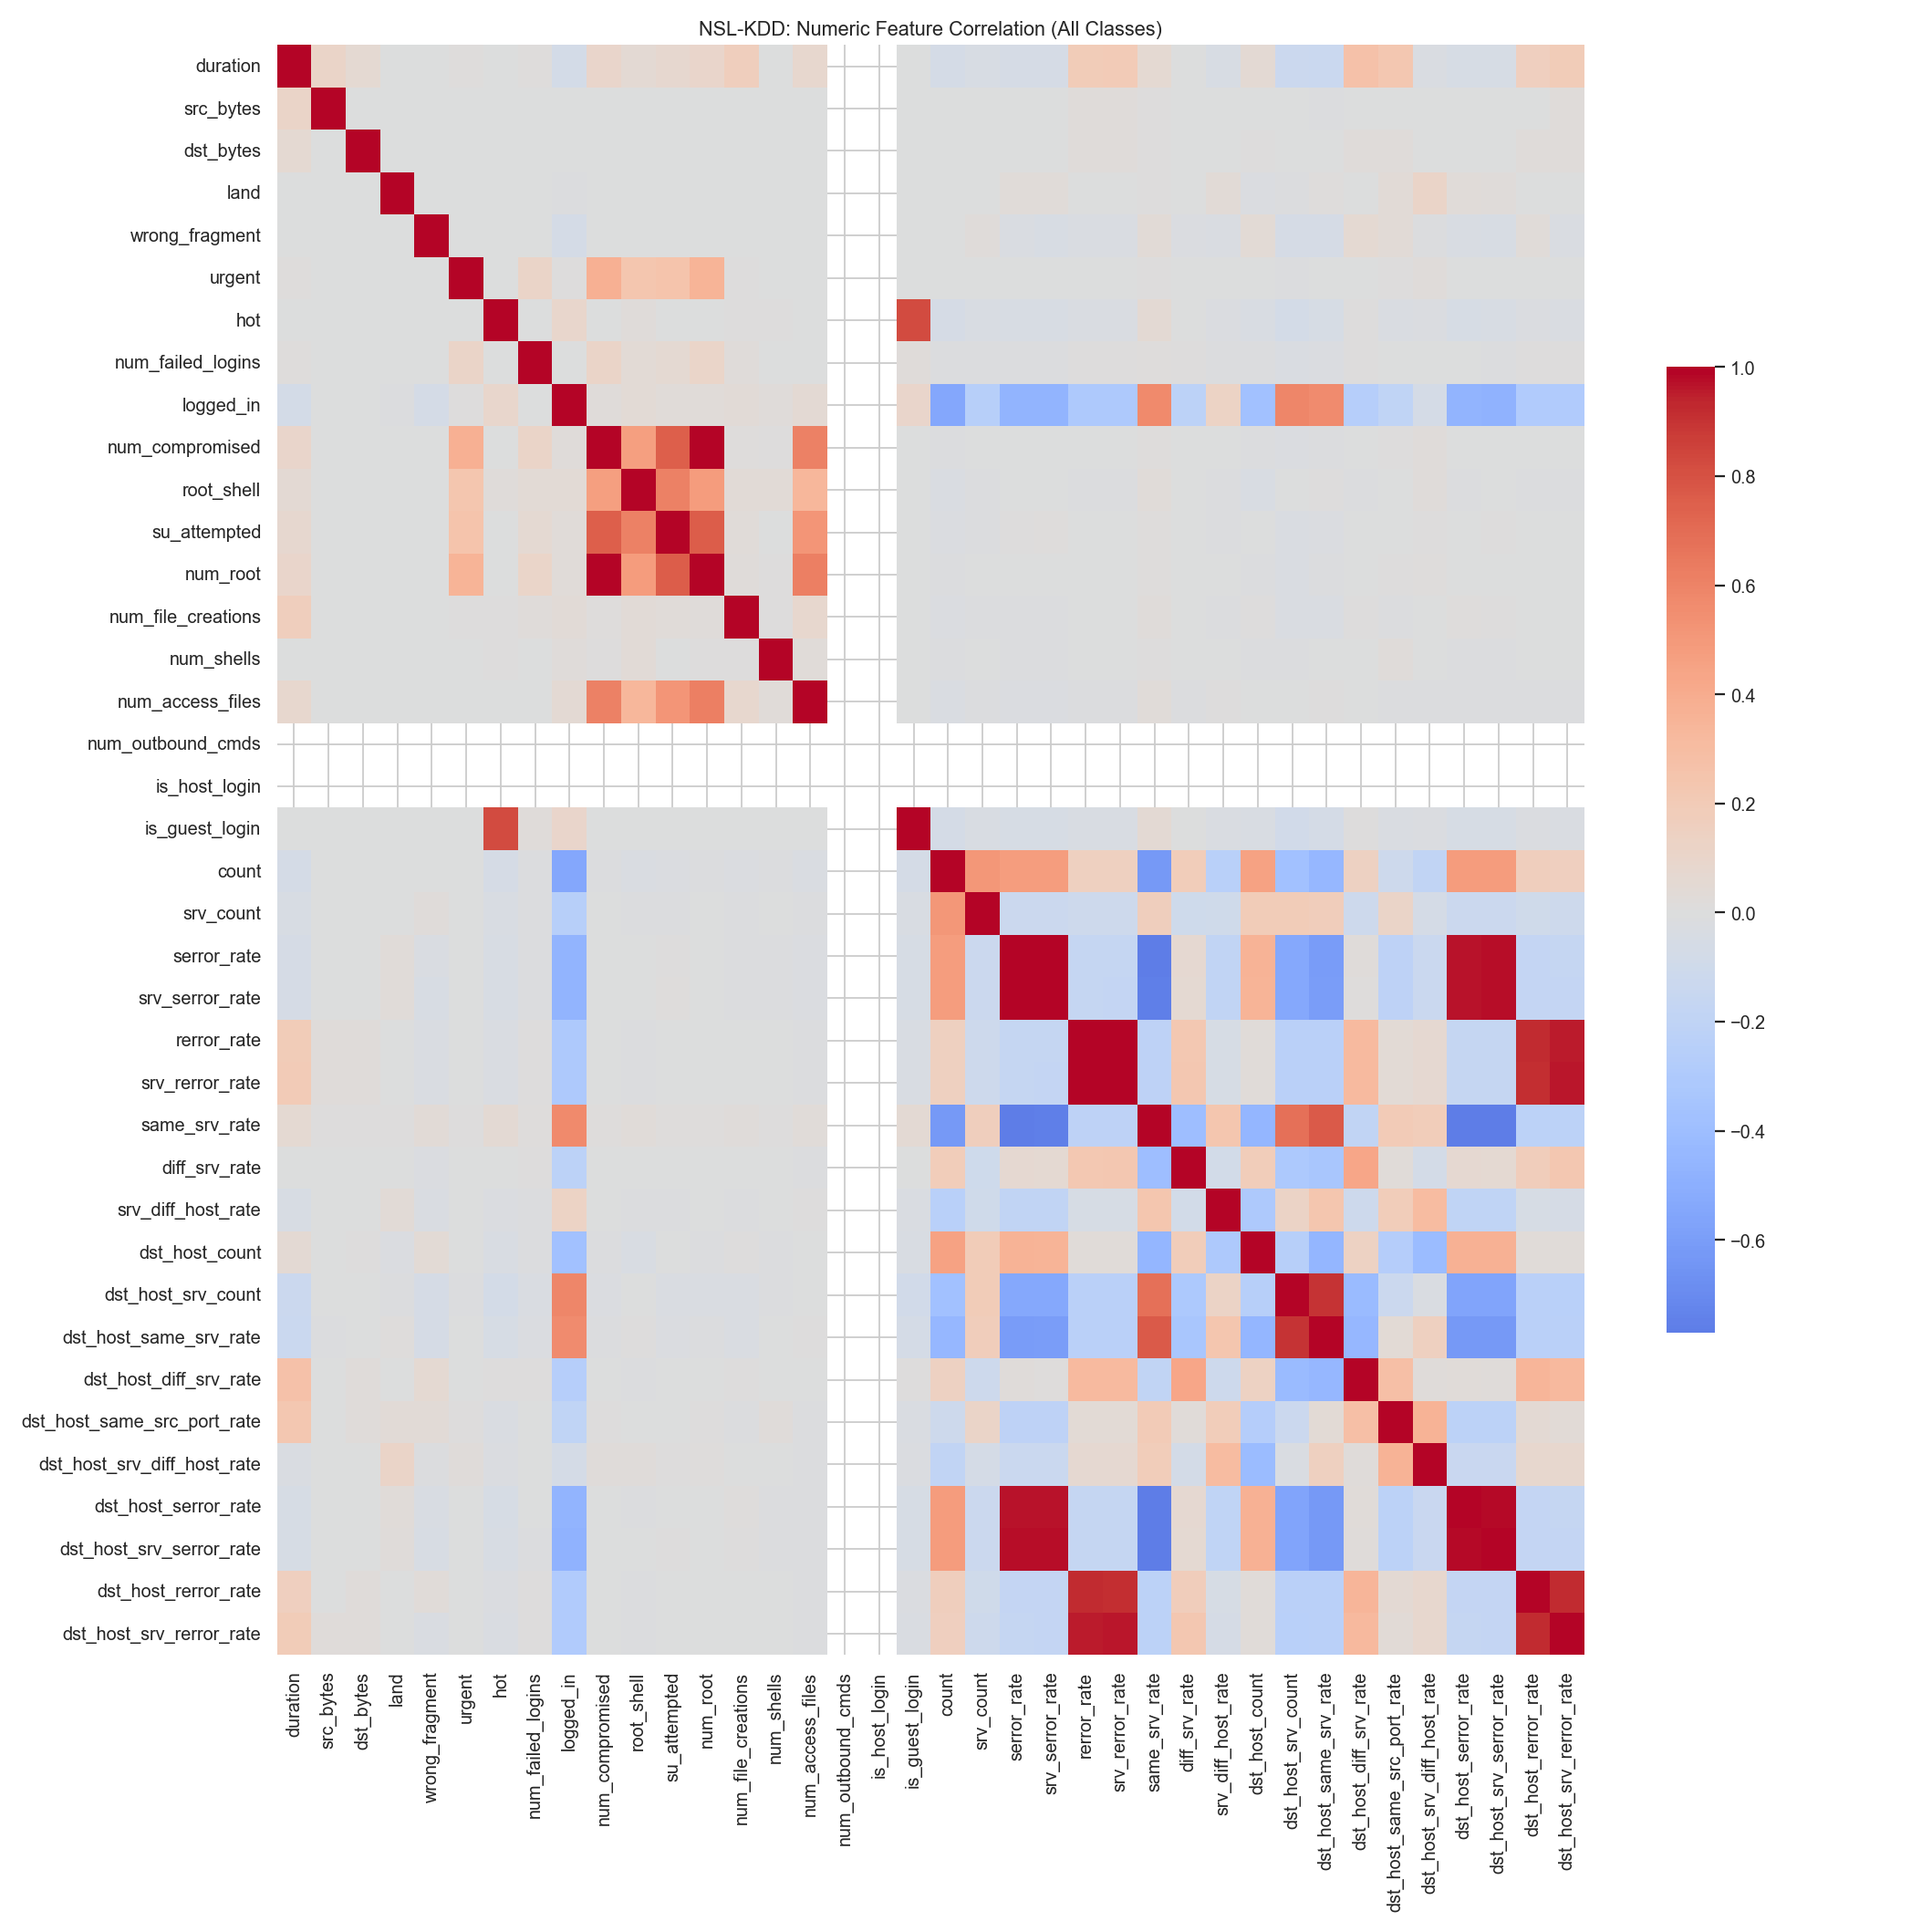 NSL-KDD: Numeric Feature Correlation (All Classes)
duration
src_bytes
dst_bytes
land
wrong_fragment
urgent
hot
num_failed_logins
logged_in
num_compromised
root_shell
su_attempted
num_root
num_file_creations
num_shells
num_access_files
num_outbound_cmds
is_host_login
is_guest_login
count
srv_count
serror_rate
srv_serror_rate
rerror_rate
srv_rerror_rate
same_srv_rate
diff_srv_rate
srv_diff_host_rate
dst_host_count
dst_host_srv_count
dst_host_same_srv_rate
dst_host_diff_srv_rate
dst_host_same_src_port_rate
dst_host_srv_diff_host_rate
dst_host_serror_rate
dst_host_srv_serror_rate
dst_host_rerror_rate
dst_host_srv_rerror_rate
duration
src_bytes
dst_bytes
land
wrong_fragment
urgent
hot
num_failed_logins
logged_in
num_compromised
root_shell
su_attempted
num_root
num_file_creations
num_shells
num_access_files
num_outbound_cmds
is_host_login
is_guest_login
count
srv_count
serror_rate
srv_serror_rate
rerror_rate
srv_rerror_rate
same_srv_rate
diff_srv_rate
srv_diff_host_rate
dst_host_count
dst_host_srv_count
dst_host_same_srv_rate
dst_host_diff_srv_rate
dst_host_same_src_port_rate
dst_host_srv_diff_host_rate
dst_host_serror_rate
dst_host_srv_serror_rate
dst_host_rerror_rate
dst_host_srv_rerror_rate
1.0
0.8
0.6
0.4
0.2
0.0
−0.2
−0.4
−0.6